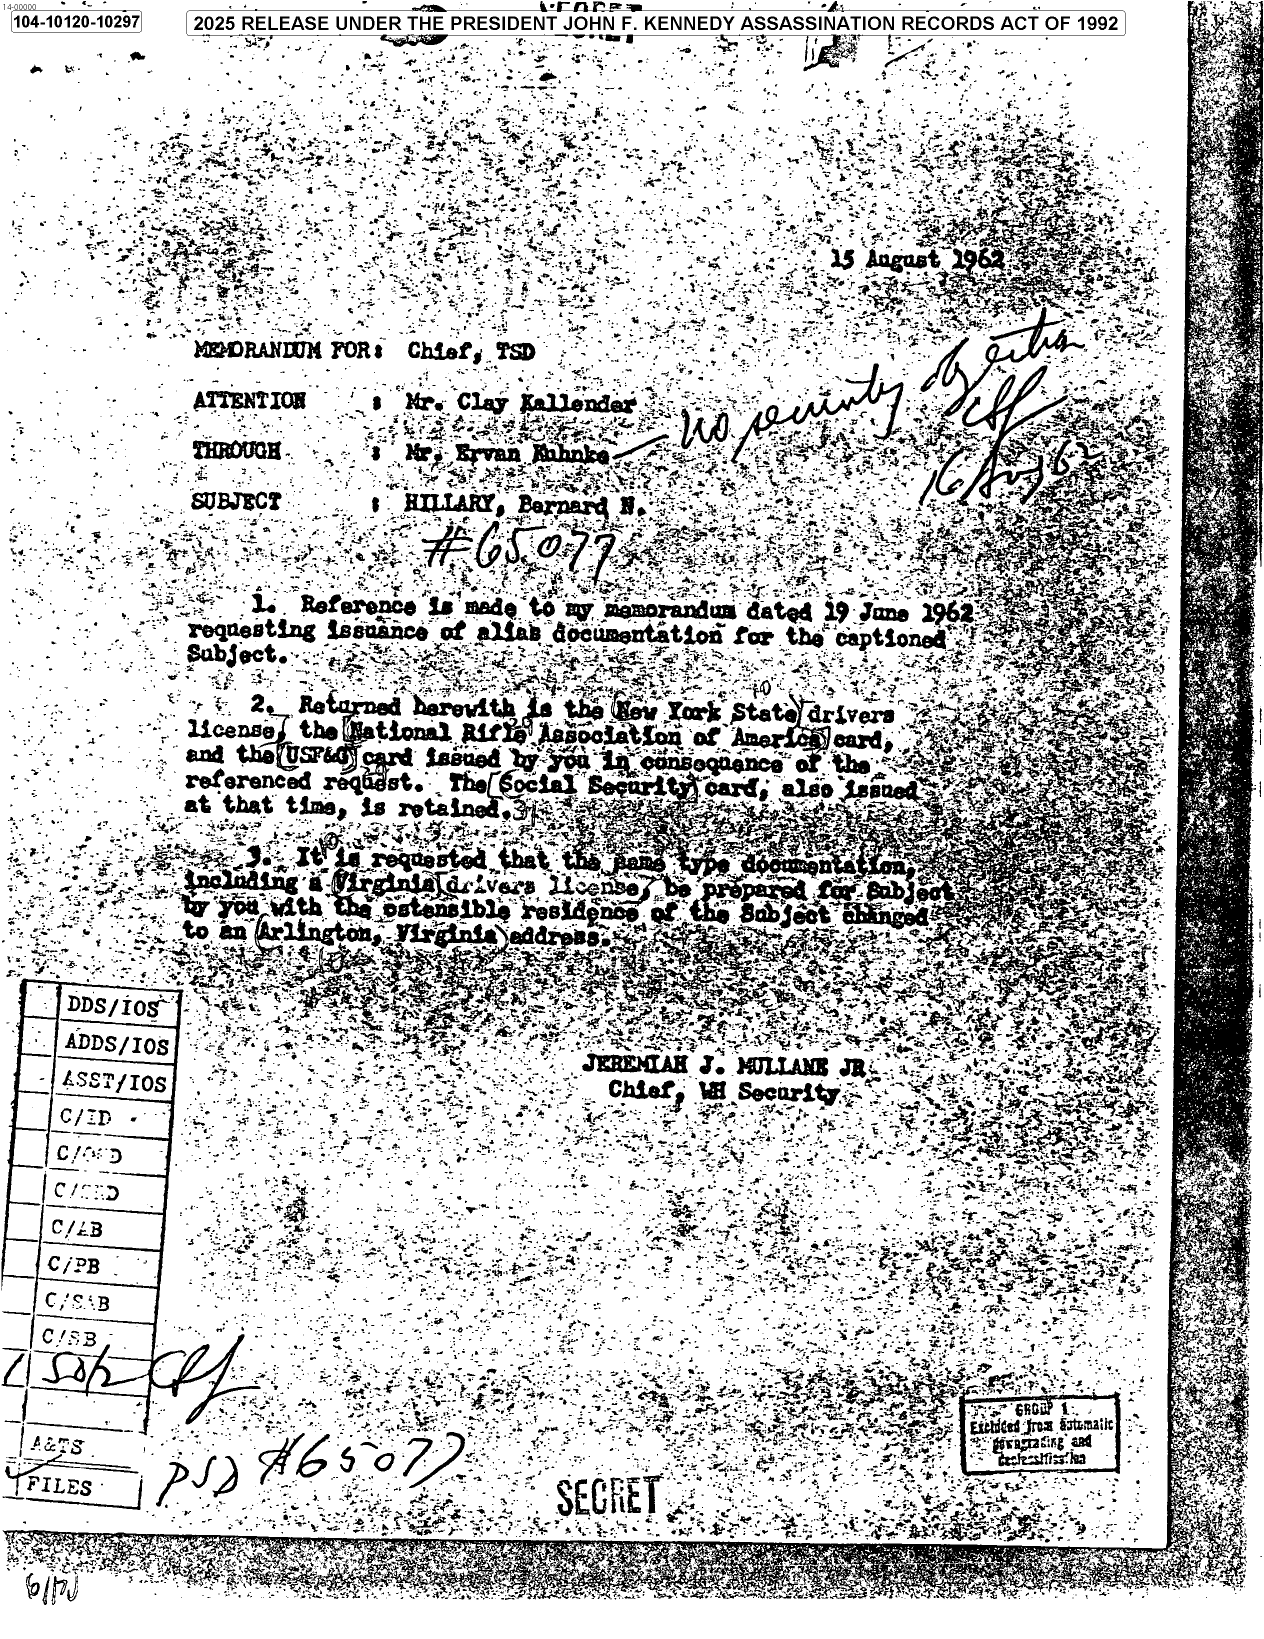 14-00000
104-10120-10297
2025 RELEASE UNDER THE PRESIDENT JOHN F. KENNEDY ASSASSINATION RECORDS ACT OF 1992
SECRET
15 August 1962
MEMORANDUM FOR: Chief, TSD
ATTENTION : Mr. Clay Kallender
THROUGH : Mr. Ervan Kuhnke
no security objection
16 Aug 62
SUBJECT : HILLARY, Bernard N.
#65077
1. Reference is made to my memorandum dated 19 June 1962
requesting issuance of alias documentation for the captioned
Subject.
2. Returned herewith is the New York State drivers
license, the National Rifle Association of America card,
and the USF&G card issued by you in consequence of the
referenced request. The Social Security card, also issued
at that time, is retained.
3. It is requested that the same type documentation,
including a Virginia drivers license, be prepared for Subject
by you with the ostensible residence of the Subject changed
to an Arlington, Virginia address.
JEREMIAH J. MULLANE JR.
Chief, WH Security
DDS/IOS
ADDS/IOS
ASST/IOS
C/ID
C/AB
C/PB
C/SAB
C/SB
A&TS
FILES
PSD #65077
GROUP 1
Excluded from automatic
downgrading and
declassification
SECRET